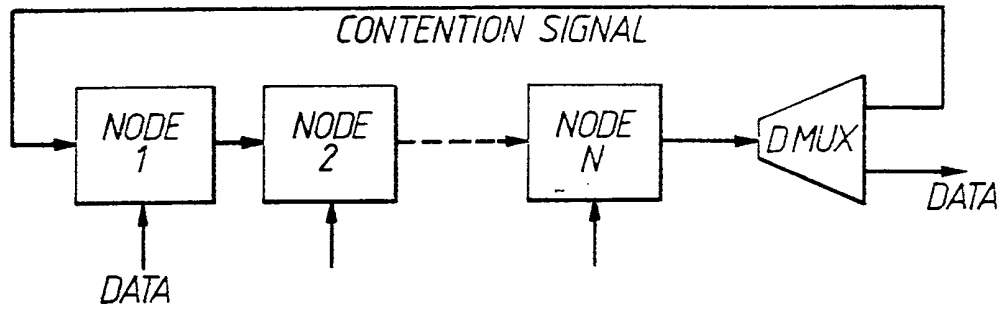 CONTENTION SIGNAL
NODE
1
NODE
2
NODE
N
DMUX
DATA
DATA